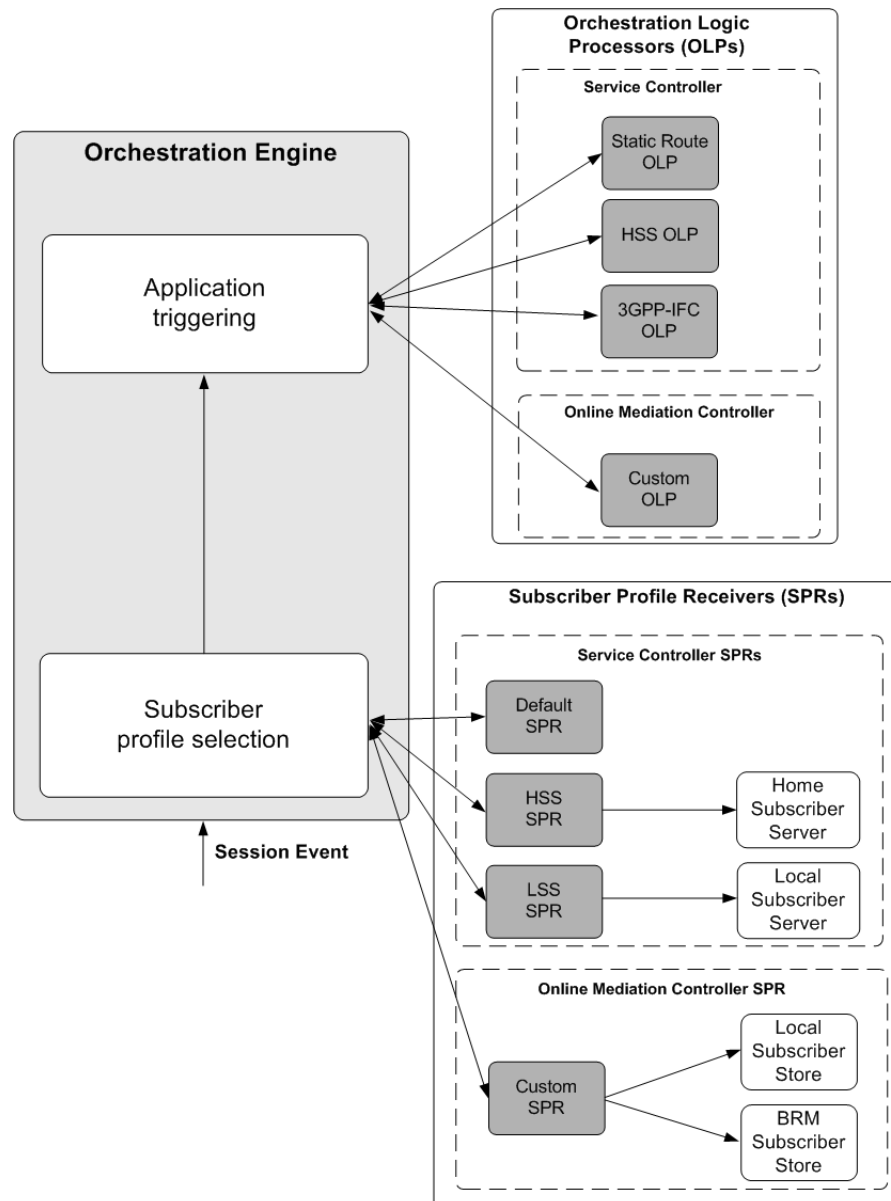 Orchestration Logic
Processors (OLPs)
Service Controller
Static Route
OLP
HSS OLP
3GPP-IFC
OLP
Online Mediation Controller
Custom
OLP
Orchestration Engine
Application
triggering
Subscriber
profile selection
Session Event
Subscriber Profile Receivers (SPRs)
Service Controller SPRs
Default
SPR
HSS
SPR
Home
Subscriber
Server
LSS
SPR
Local
Subscriber
Server
Online Mediation Controller SPR
Custom
SPR
Local
Subscriber
Store
BRM
Subscriber
Store